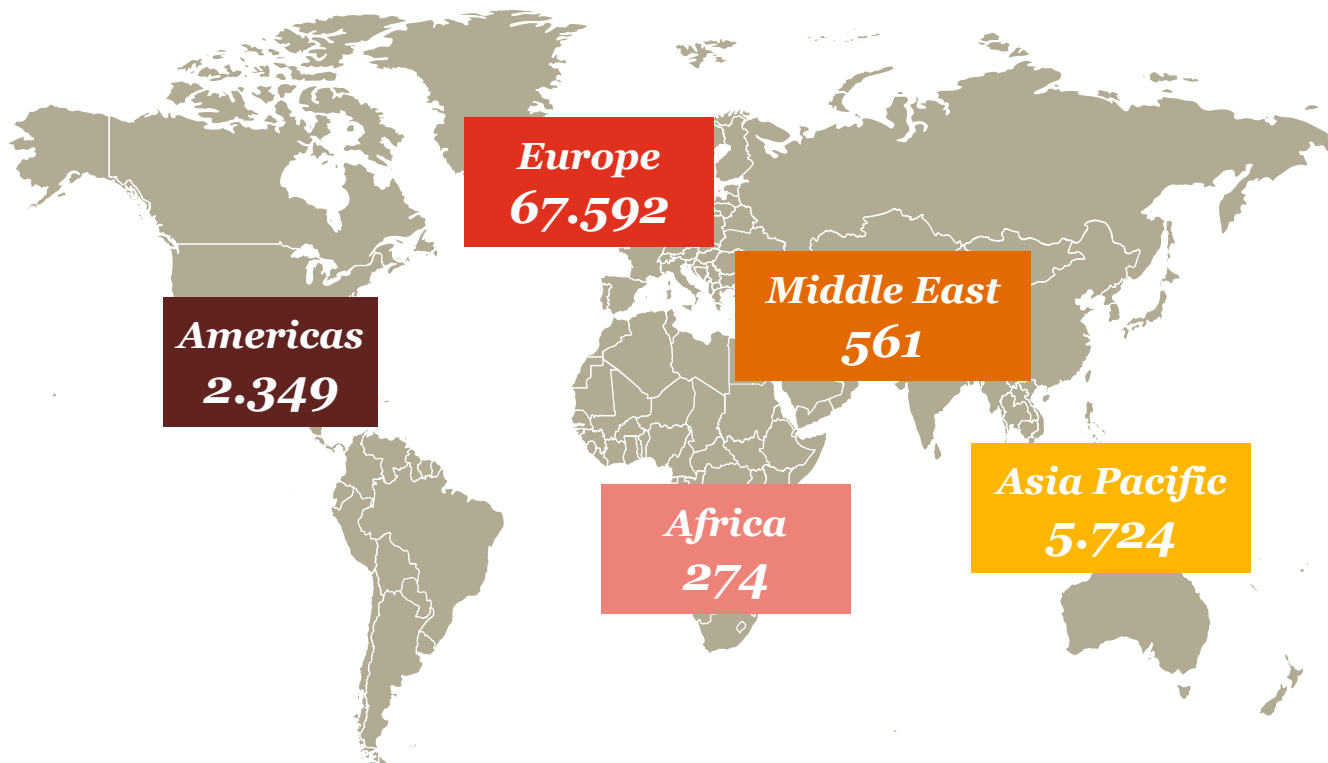 Europe
67.592
Middle East
561
Americas
2.349
Asia Pacific
5.724
Africa
274